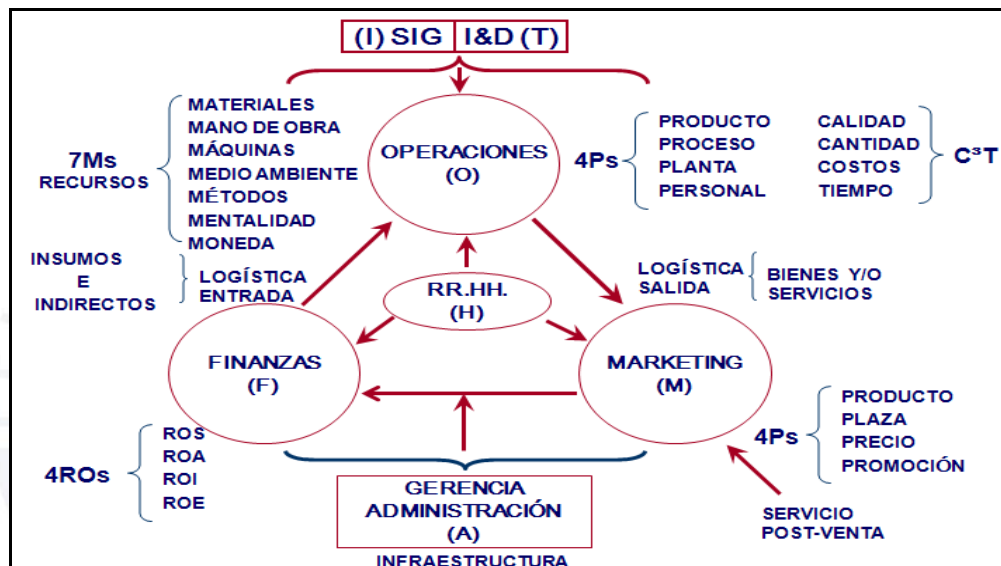 (I) SIG I&D (T)
MATERIALES
MANO DE OBRA
MÁQUINAS
MEDIO AMBIENTE
MÉTODOS
MENTALIDAD
MONEDA
7Ms
RECURSOS
OPERACIONES
(O)
4Ps
PRODUCTO
PROCESO
PLANTA
PERSONAL
CALIDAD
CANTIDAD
COSTOS
TIEMPO
C³T
INSUMOS
E
INDIRECTOS
LOGÍSTICA
ENTRADA
RR.HH.
(H)
LOGÍSTICA
SALIDA
BIENES Y/O
SERVICIOS
FINANZAS
(F)
MARKETING
(M)
4ROs
ROS
ROA
ROI
ROE
GERENCIA
ADMINISTRACIÓN
(A)
INFRAESTRUCTURA
4Ps
PRODUCTO
PLAZA
PRECIO
PROMOCIÓN
SERVICIO
POST-VENTA